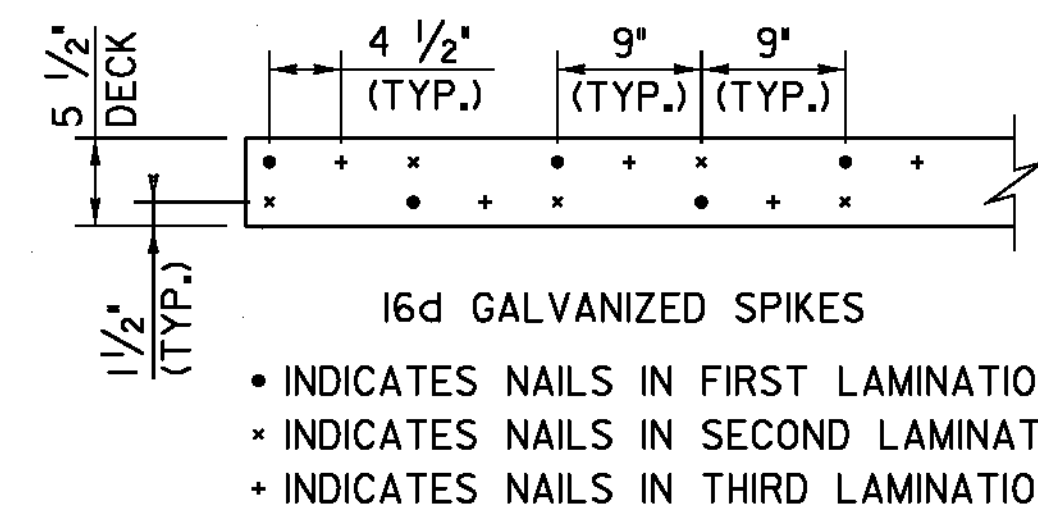 5 1/2"
DECK
4 1/2"
(TYP.)
9"
(TYP.)
9"
(TYP.)
1 1/2"
(TYP.)
16d GALVANIZED SPIKES
• INDICATES NAILS IN FIRST LAMINATIO
× INDICATES NAILS IN SECOND LAMINAT
+ INDICATES NAILS IN THIRD LAMINATIO